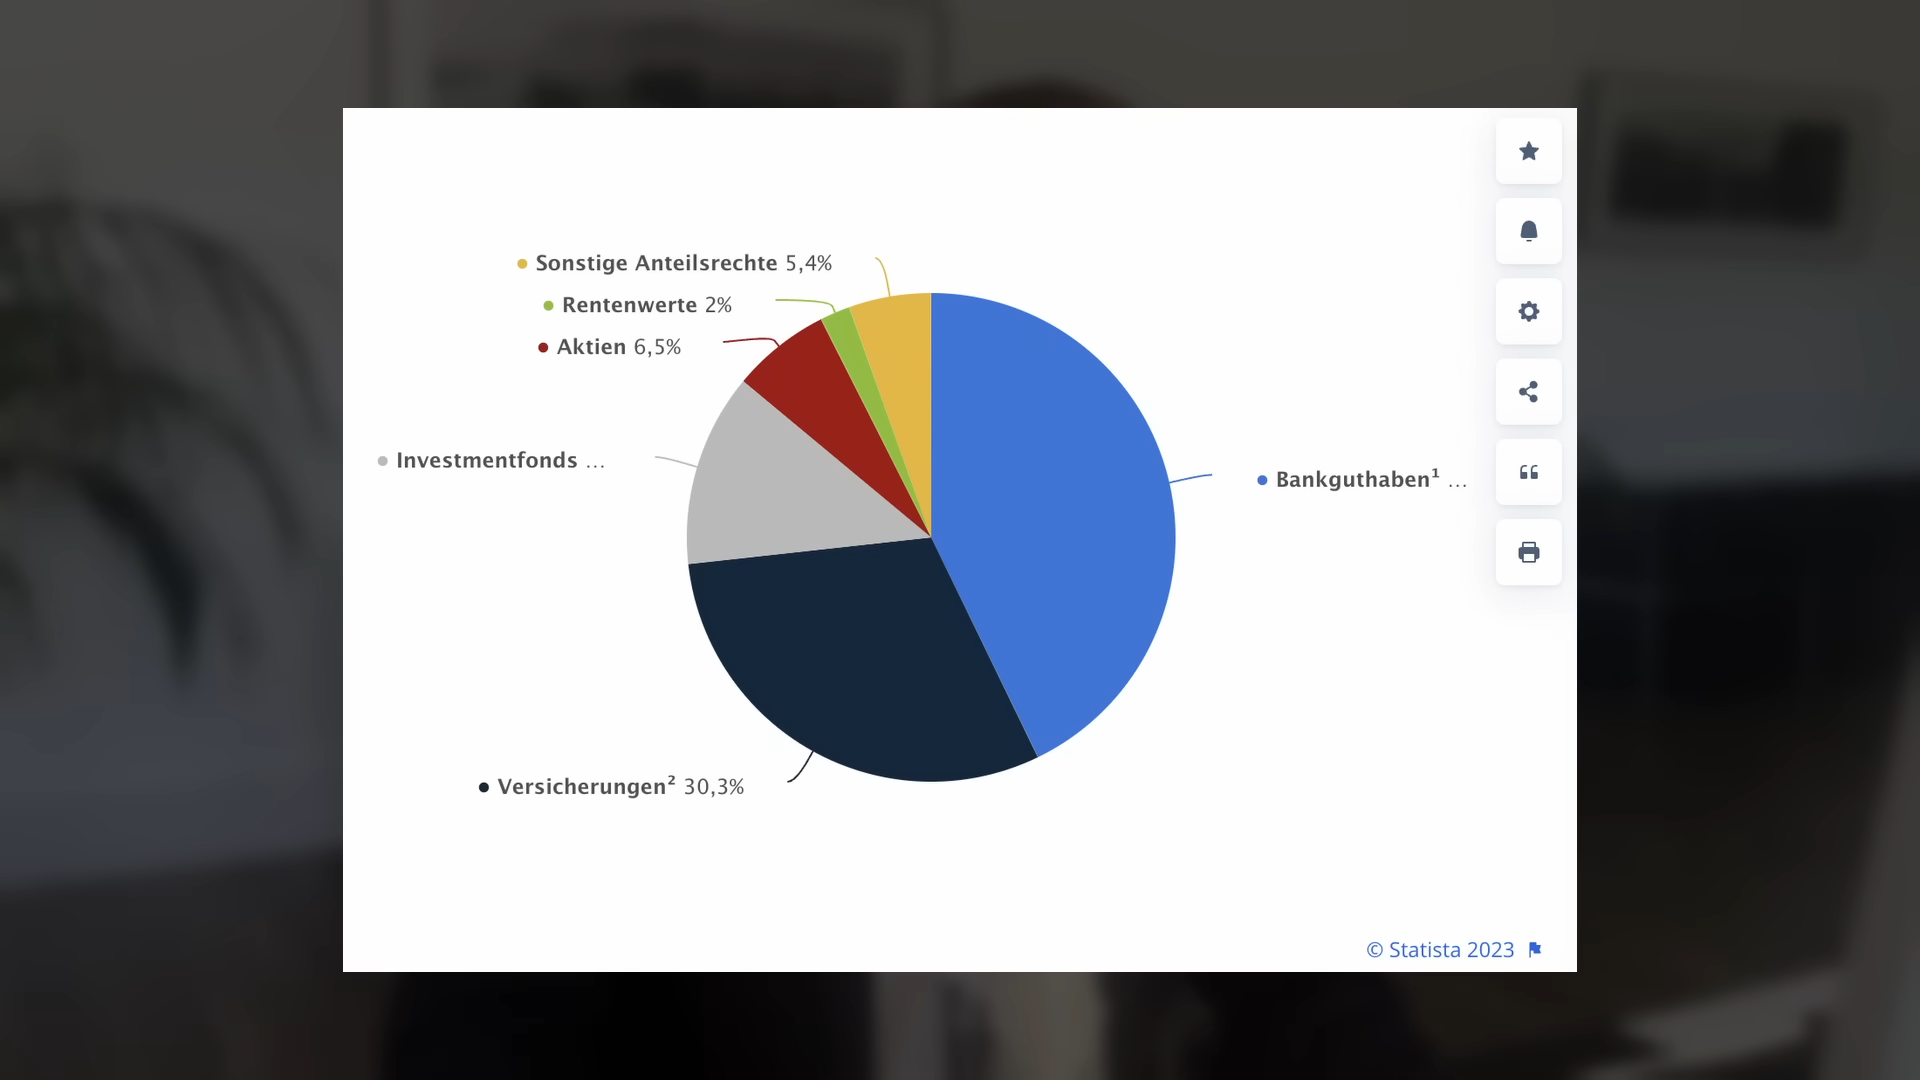 Sonstige Anteilsrechte 5,4%
Rentenwerte 2%
Aktien 6,5%
Investmentfonds ...
Bankguthaben¹ ...
Versicherungen² 30,3%
© Statista 2023